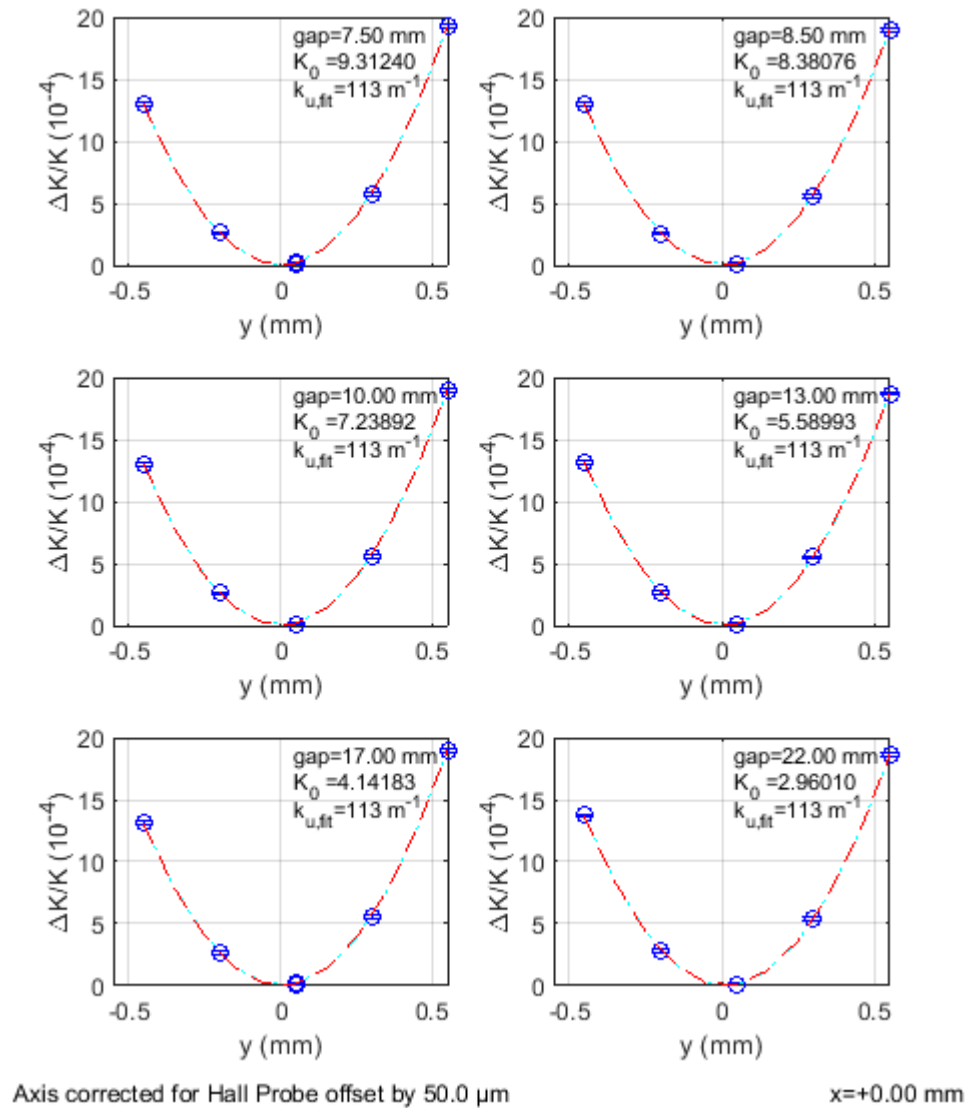 20
15
10
5
0
ΔK/K (10⁻⁴)
gap=7.50 mm
K₀ =9.31240
k_{u,fit}=113 m⁻¹
-0.5 0 0.5
y (mm)
20
15
10
5
0
ΔK/K (10⁻⁴)
gap=8.50 mm
K₀ =8.38076
k_{u,fit}=113 m⁻¹
-0.5 0 0.5
y (mm)
20
15
10
5
0
ΔK/K (10⁻⁴)
gap=10.00 mm
K₀ =7.23892
k_{u,fit}=113 m⁻¹
-0.5 0 0.5
y (mm)
20
15
10
5
0
ΔK/K (10⁻⁴)
gap=13.00 mm
K₀ =5.58993
k_{u,fit}=113 m⁻¹
-0.5 0 0.5
y (mm)
20
15
10
5
0
ΔK/K (10⁻⁴)
gap=17.00 mm
K₀ =4.14183
k_{u,fit}=113 m⁻¹
-0.5 0 0.5
y (mm)
20
15
10
5
0
ΔK/K (10⁻⁴)
gap=22.00 mm
K₀ =2.96010
k_{u,fit}=113 m⁻¹
-0.5 0 0.5
y (mm)
Axis corrected for Hall Probe offset by 50.0 μm
x=+0.00 mm